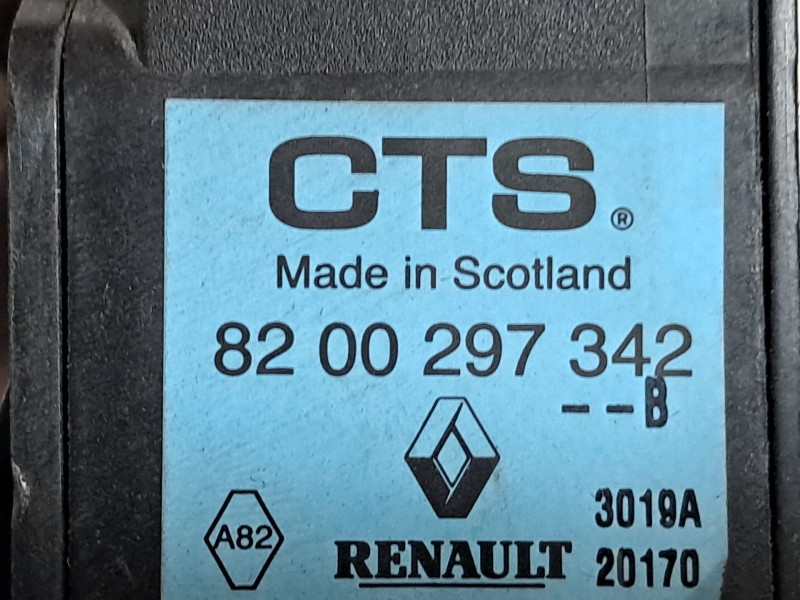 CTS®
Made in Scotland
82 00 297 342
--B
3019A
A82 RENAULT 20170